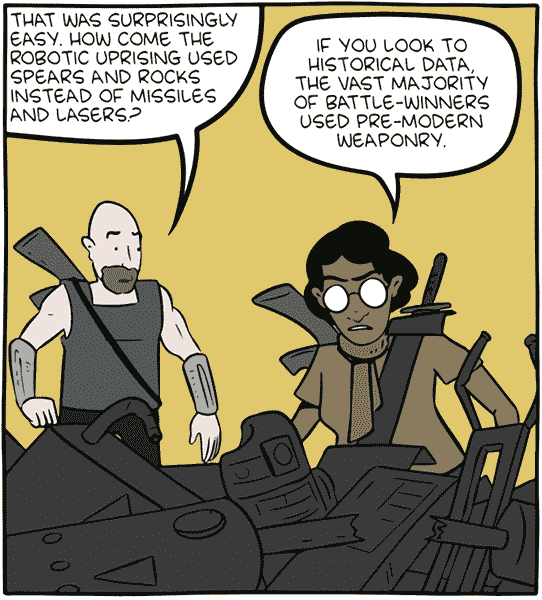 THAT WAS SURPRISINGLY
EASY. HOW COME THE
ROBOTIC UPRISING USED
SPEARS AND ROCKS
INSTEAD OF MISSILES
AND LASERS?
IF YOU LOOK TO
HISTORICAL DATA,
THE VAST MAJORITY
OF BATTLE-WINNERS
USED PRE-MODERN
WEAPONRY.